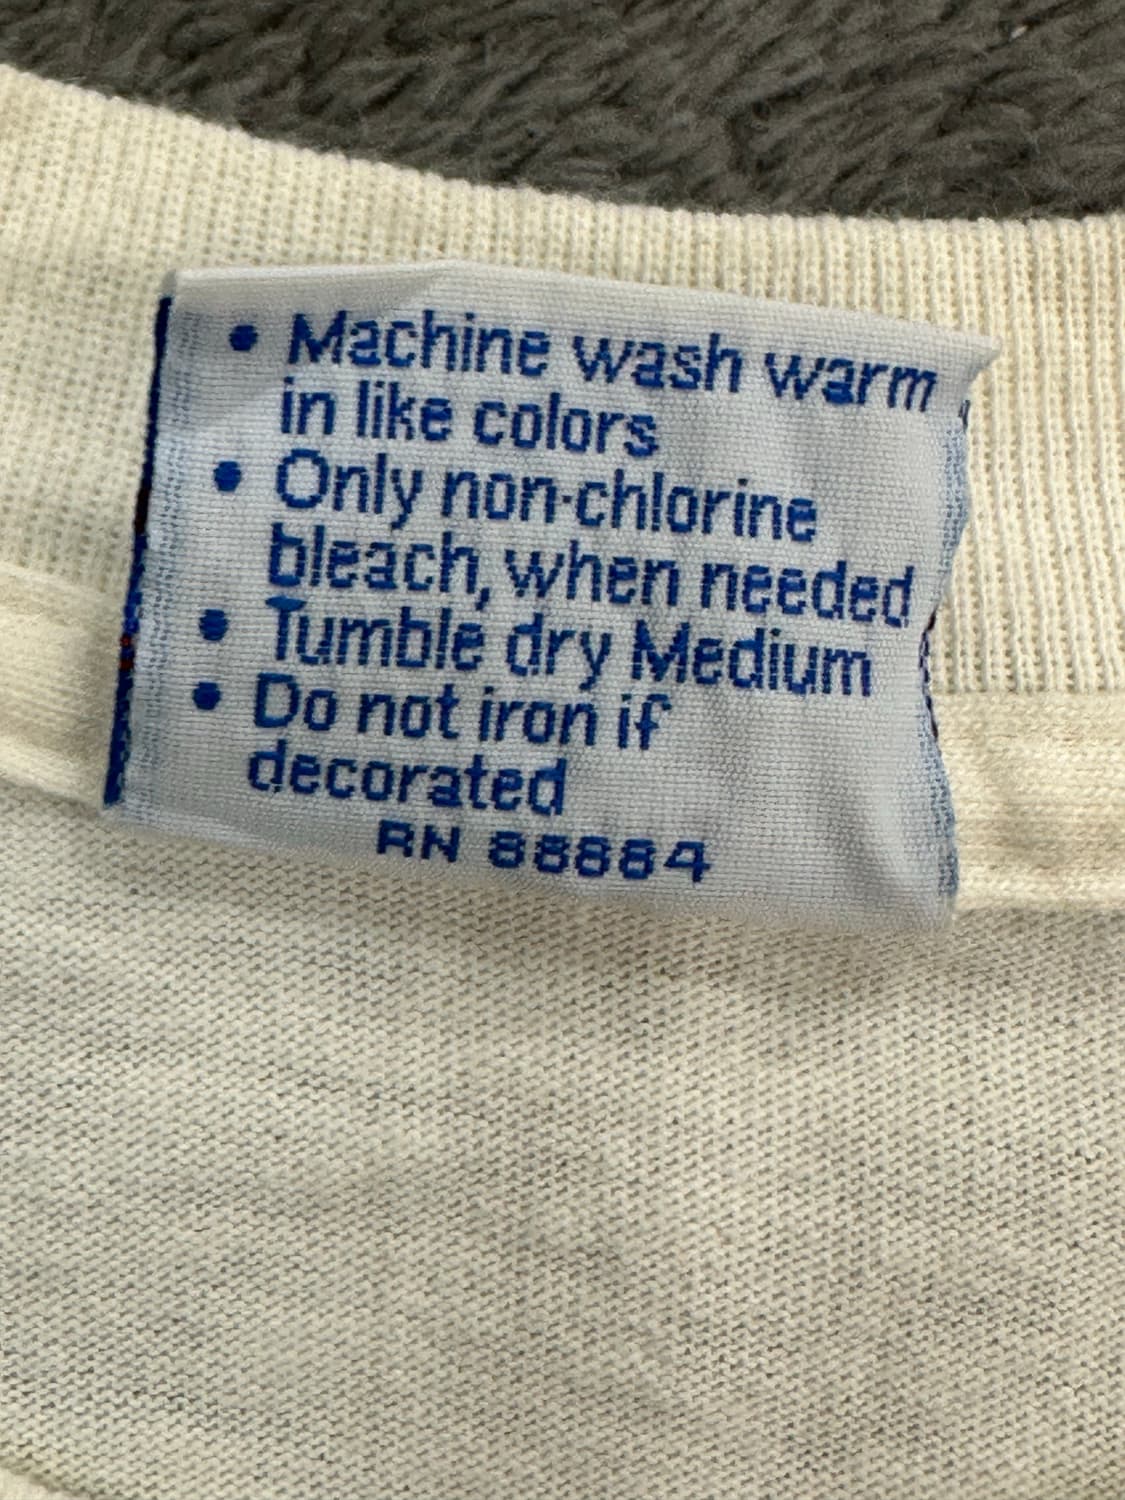 • Machine wash warm
in like colors
• Only non-chlorine
bleach, when needed
• Tumble dry Medium
• Do not iron if
decorated
RN 88884